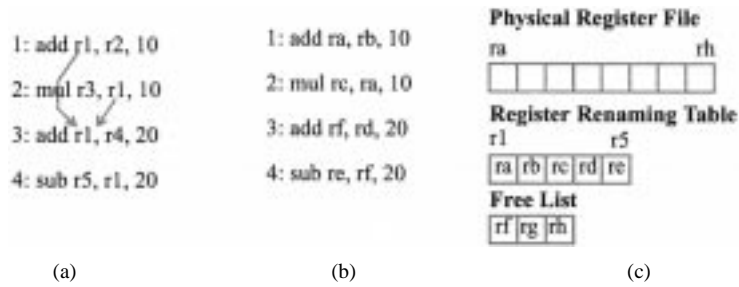 1: add r1, r2, 10
2: mul r3, r1, 10
3: add r1, r4, 20
4: sub r5, r1, 20
(a)
1: add ra, rb, 10
2: mul rc, ra, 10
3: add rf, rd, 20
4: sub re, rf, 20
(b)
Physical Register File
ra rh
Register Renaming Table
r1 r5
ra rb rc rd re
Free List
rf rg rh
(c)